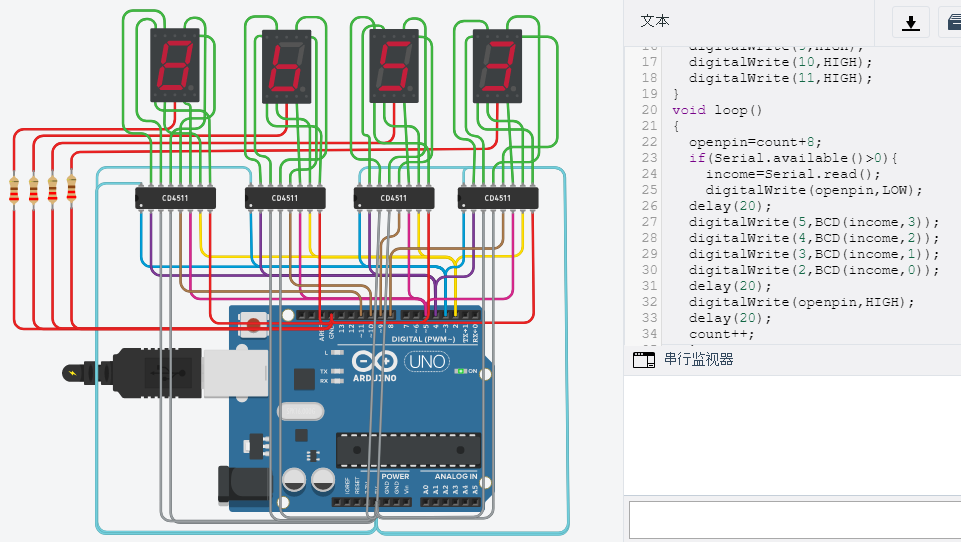 文本
16 digitalWrite(9,HIGH);
17 digitalWrite(10,HIGH);
18 digitalWrite(11,HIGH);
19 }
20 void loop()
21 {
22 openpin=count+8;
23 if(Serial.available()>0){
24 income=Serial.read();
25 digitalWrite(openpin,LOW);
26 delay(20);
27 digitalWrite(5,BCD(income,3));
28 digitalWrite(4,BCD(income,2));
29 digitalWrite(3,BCD(income,1));
30 digitalWrite(2,BCD(income,0));
31 delay(20);
32 digitalWrite(openpin,HIGH);
33 delay(20);
34 count++;
串行监视器
CD4511 CD4511 CD4511 CD4511
AREF GND 13 12 ~11 ~10 ~9 8 7 ~6 ~5 4 ~3 2 TX→1 RX←0
DIGITAL (PWM~)
L
TX
RX
UNO
ARDUINO
ON
POWER ANALOG IN
IOREF RESET GND GND Vin A0 A1 A2 A3 A4 A5